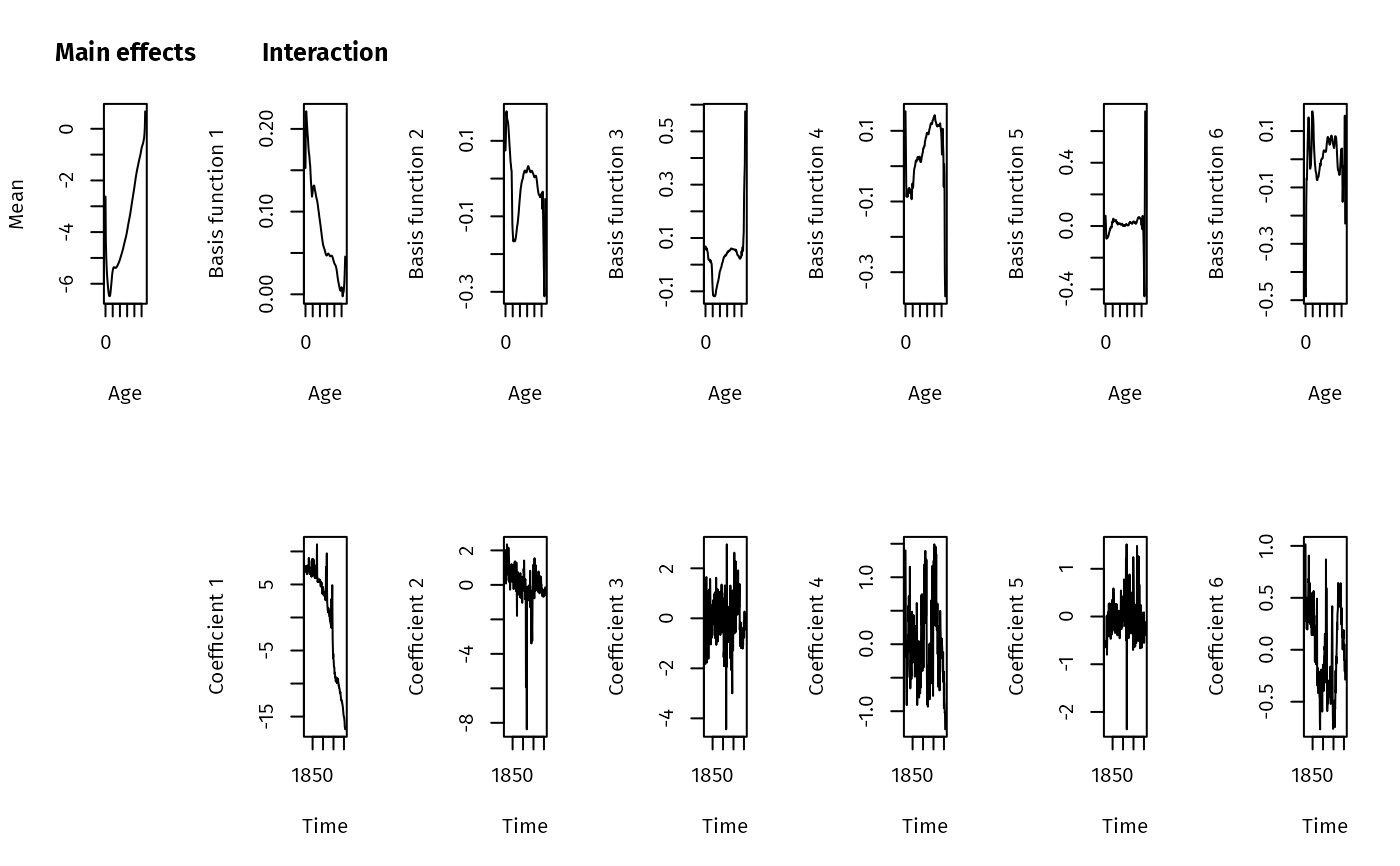 Main effects
Interaction
Mean
0
-2
-4
-6
0
Age
Basis function 1
0.20
0.10
0.00
0
Age
Basis function 2
0.1
-0.1
-0.3
0
Age
Basis function 3
0.5
0.3
0.1
-0.1
0
Age
Basis function 4
0.1
-0.1
-0.3
0
Age
Basis function 5
0.4
0.0
-0.4
0
Age
Basis function 6
0.1
-0.1
-0.3
-0.5
0
Age
Coefficient 1
5
-5
-15
1850
Time
Coefficient 2
2
0
-4
-8
1850
Time
Coefficient 3
2
0
-2
-4
1850
Time
Coefficient 4
1.0
0.0
-1.0
1850
Time
Coefficient 5
1
0
-1
-2
1850
Time
Coefficient 6
1.0
0.5
0.0
-0.5
1850
Time